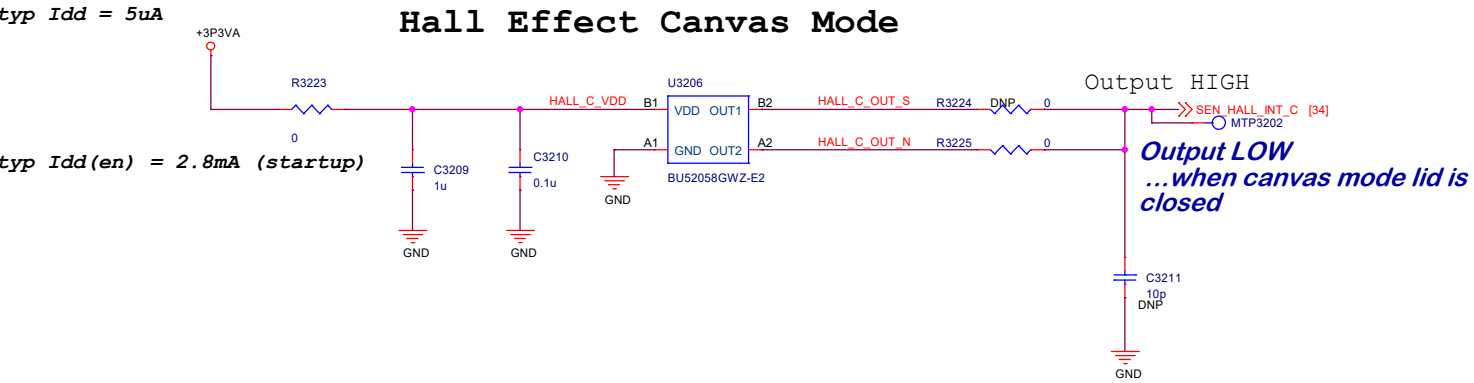 typ Idd = 5uA
Hall Effect Canvas Mode
+3P3VA
R3223
0
typ Idd(en) = 2.8mA (startup)
C3209
1u
GND
C3210
0.1u
GND
HALL_C_VDD
U3206
B1 VDD OUT1 B2
A1 GND OUT2 A2
BU52058GWZ-E2
GND
HALL_C_OUT_S R3224 DNP 0
HALL_C_OUT_N R3225 0
Output HIGH
SEN_HALL_INT_C [34]
MTP3202
Output LOW
...when canvas mode lid is
closed
C3211
10p
DNP
GND